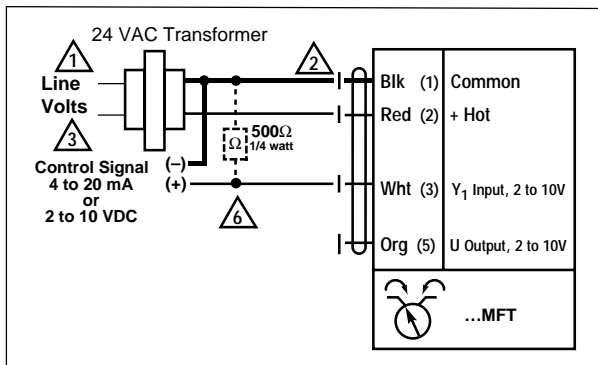 24 VAC Transformer
1
Line
Volts
2
3
Control Signal
4 to 20 mA
or
2 to 10 VDC
(–)
(+)
Ω
500Ω
1/4 watt
6
Blk (1) Common
Red (2) + Hot
Wht (3) Y1 Input, 2 to 10V
Org (5) U Output, 2 to 10V
...MFT